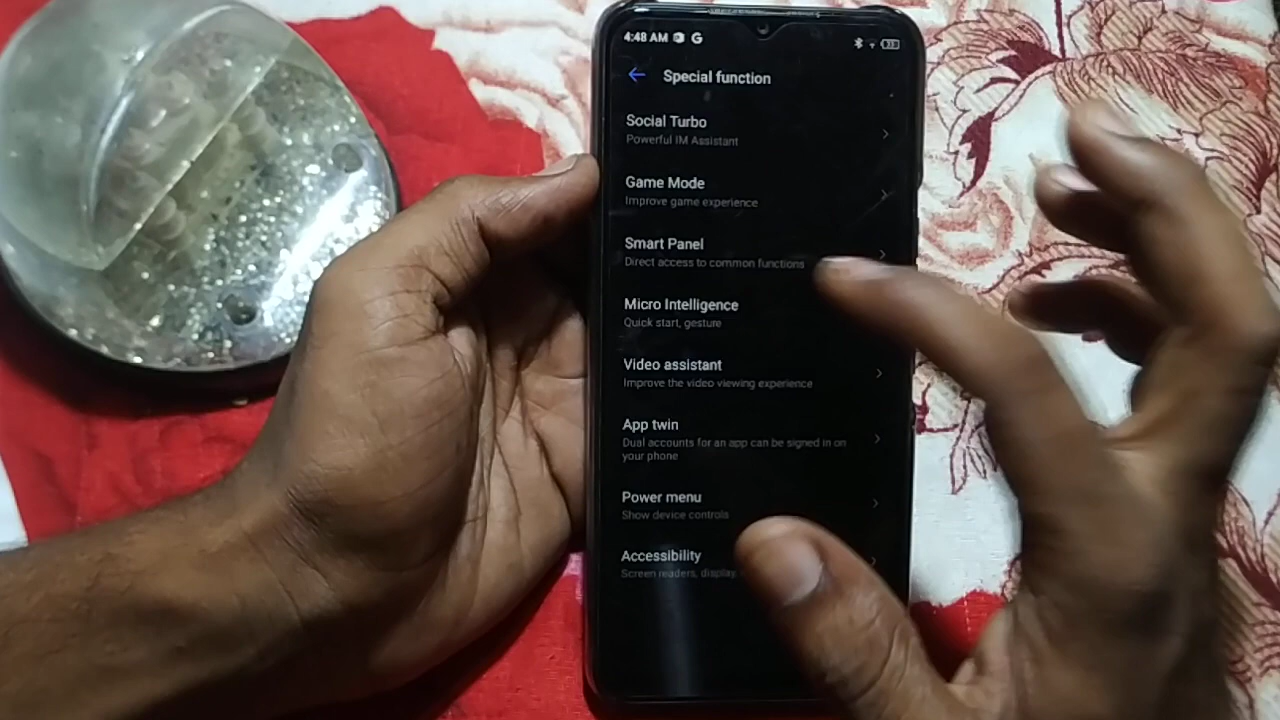 4:48 AM G 33
Special function
Social Turbo
Powerful IM Assistant
Game Mode
Improve game experience
Smart Panel
Direct access to common functions
Micro Intelligence
Quick start, gesture
Video assistant
Improve the video viewing experience
App twin
Dual accounts for an app can be signed in on
your phone
Power menu
Show device controls
Accessibility
Screen readers, display,